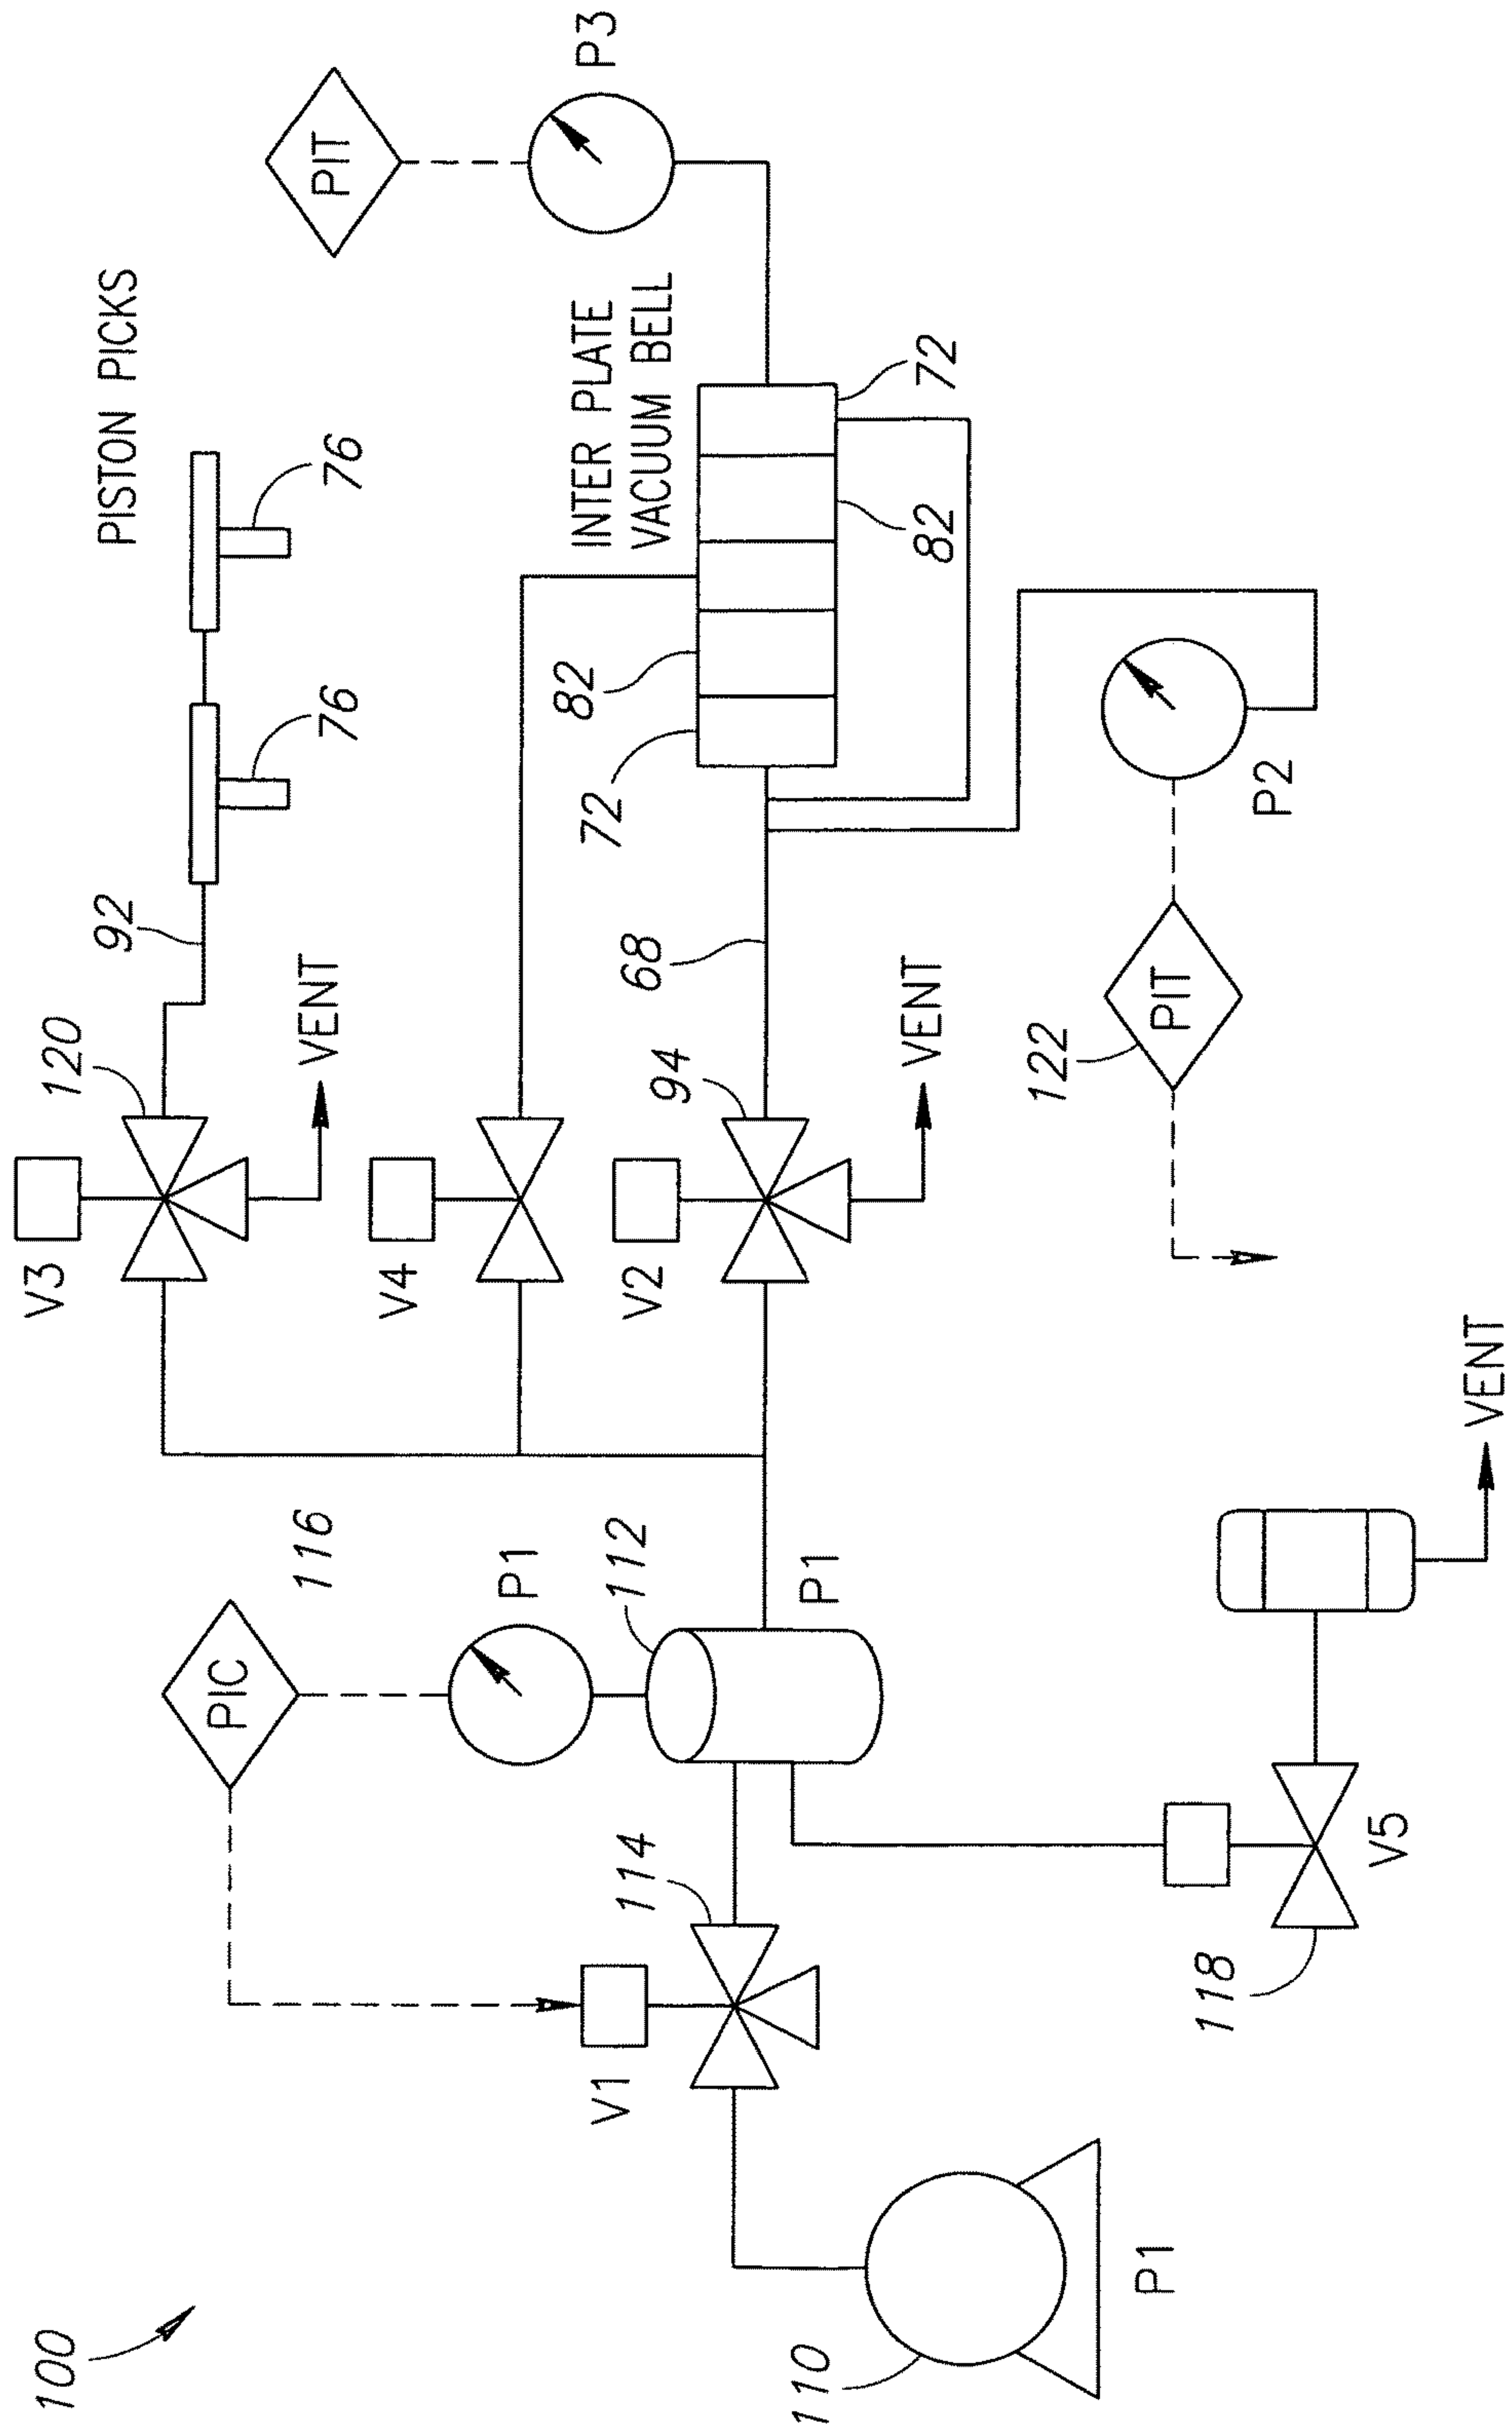 100
110
P1
V1
114
PIC
116
P1
112
P1
118
V5
VENT
V3
120
VENT
92
76
76
PISTON PICKS
V4
V2
94
VENT
68
72
82
INTER PLATE
VACUUM BELL
82
72
PIT
P3
122
PIT
P2